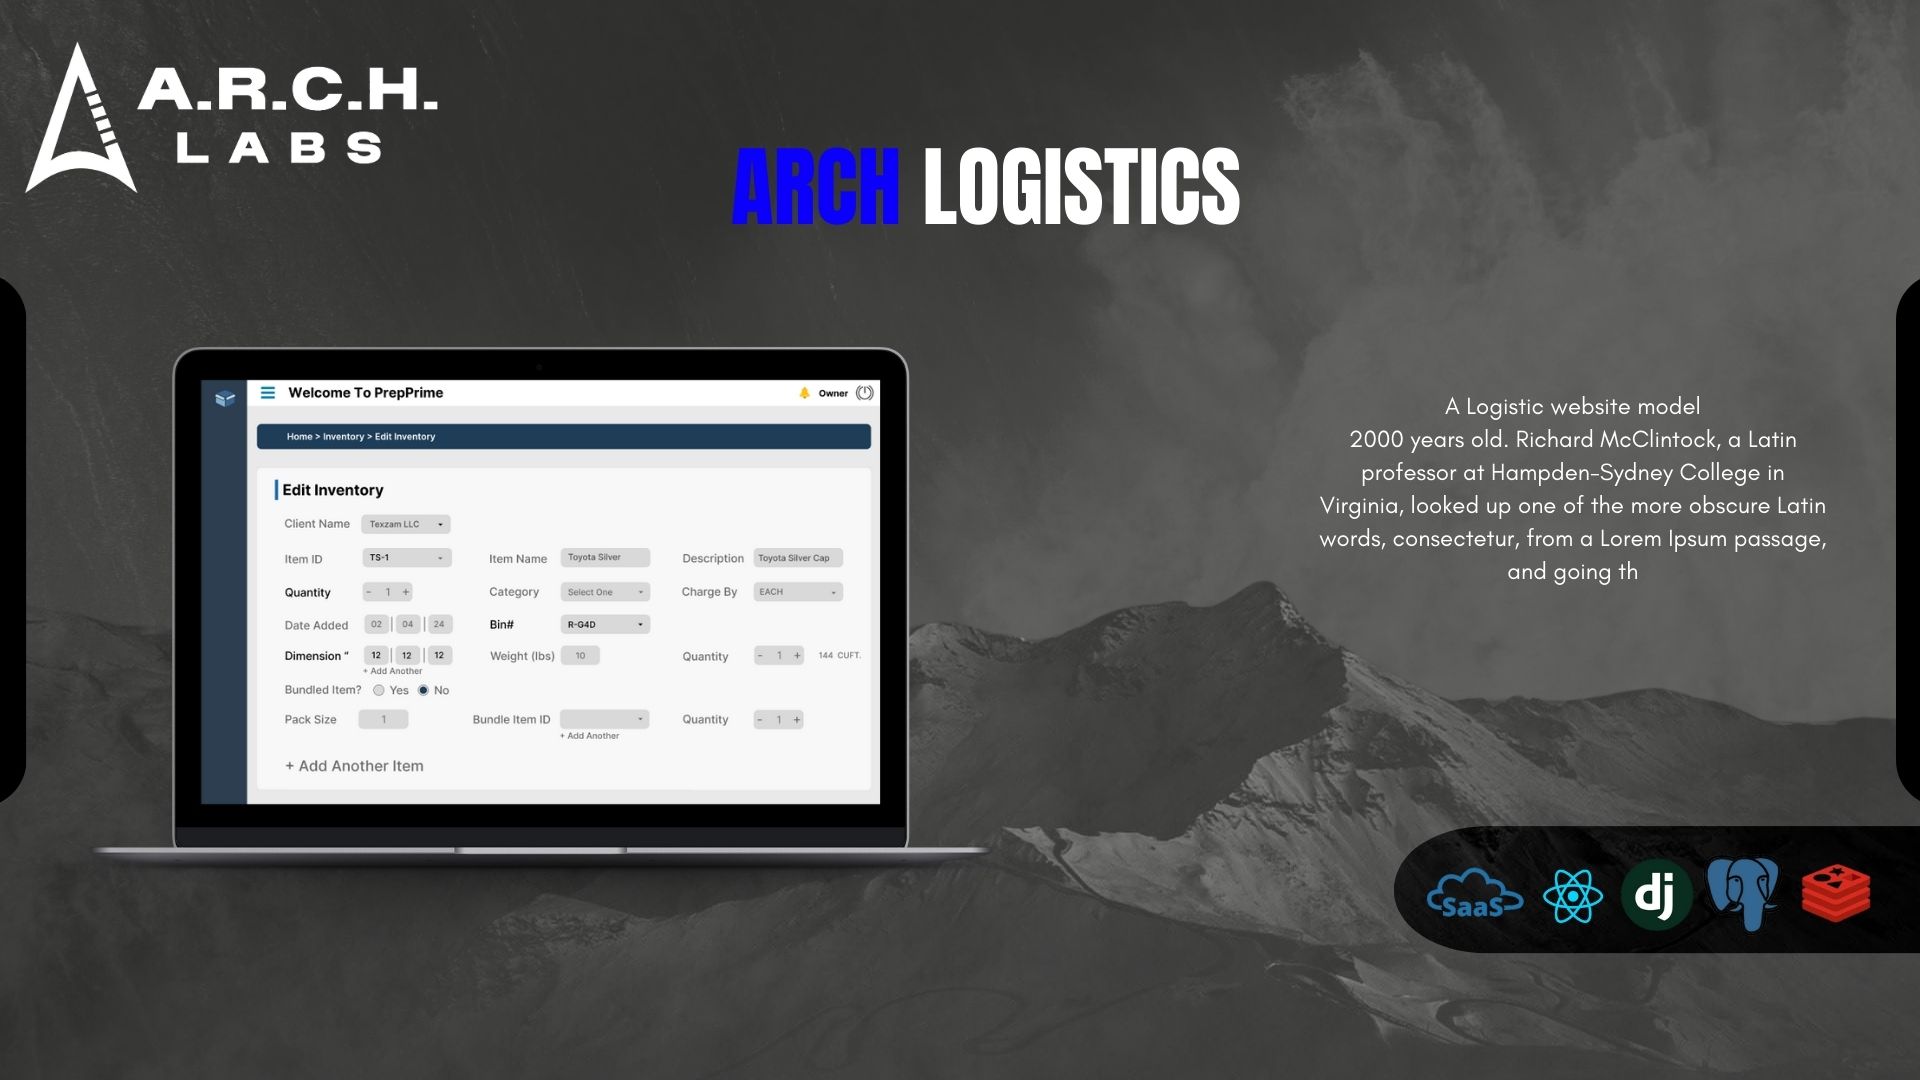 A.R.C.H.
LABS
ARCH LOGISTICS
Welcome To PrepPrime
Owner
Home > Inventory > Edit Inventory
Edit Inventory
Client Name Texzam LLC
Item ID TS-1 Item Name Toyota Silver Description Toyota Silver Cap
Quantity - 1 + Category Select One Charge By EACH
Date Added 02 | 04 | 24 Bin# R-G4D
Dimension " 12 | 12 | 12 Weight (lbs) 10 Quantity - 1 + 144 CUFT.
+ Add Another
Bundled Item? Yes No
Pack Size 1 Bundle Item ID Quantity - 1 +
+ Add Another
+ Add Another Item
A Logistic website model
2000 years old. Richard McClintock, a Latin
professor at Hampden-Sydney College in
Virginia, looked up one of the more obscure Latin
words, consectetur, from a Lorem Ipsum passage,
and going th
SaaS
dj